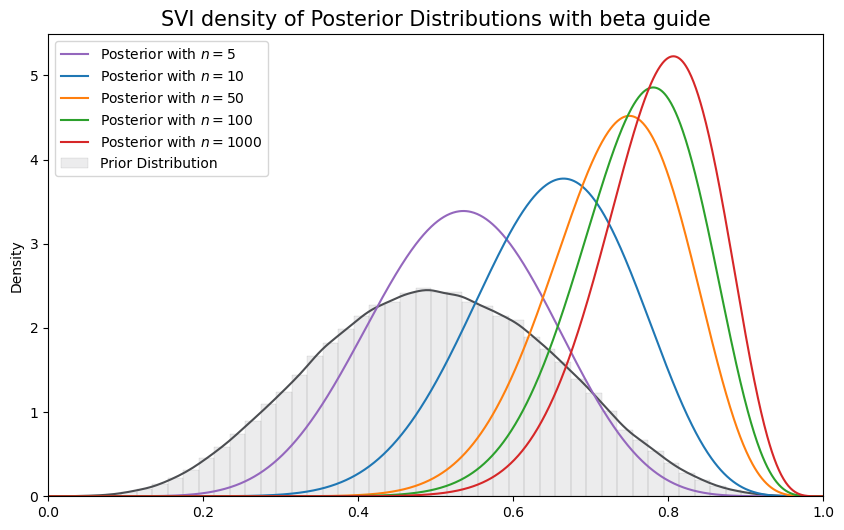 SVI density of Posterior Distributions with beta guide
Posterior with n = 5
Posterior with n = 10
Posterior with n = 50
Posterior with n = 100
Posterior with n = 1000
Prior Distribution
Density
5
4
3
2
1
0
0.0 0.2 0.4 0.6 0.8 1.0